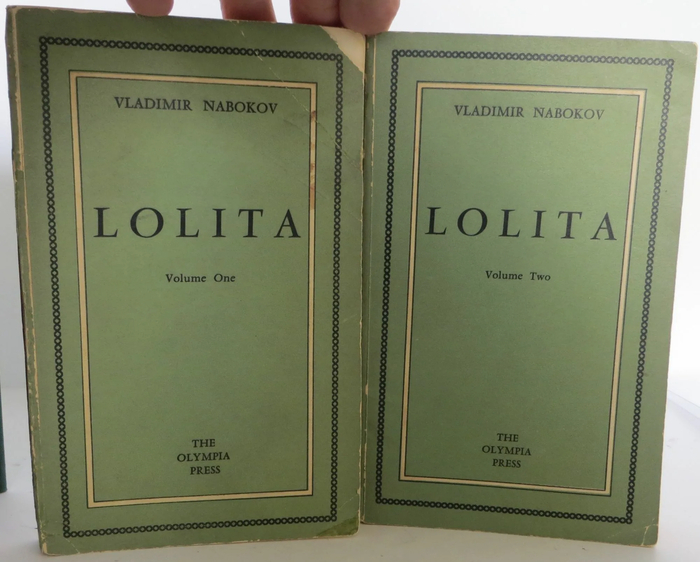 VLADIMIR NABOKOV
LOLITA
Volume One
THE
OLYMPIA
PRESS
VLADIMIR NABOKOV
LOLITA
Volume Two
THE
OLYMPIA
PRESS